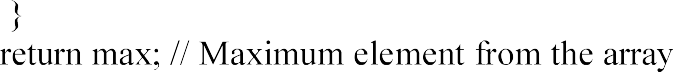 }
return max; // Maximum element from the array